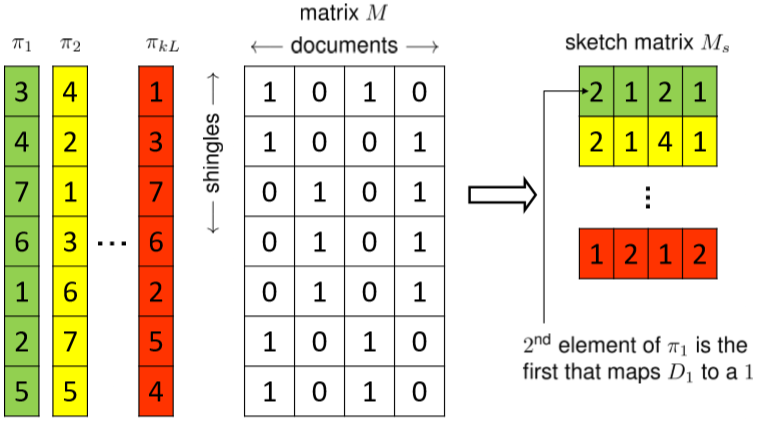 matrix M
← documents →
π₁ π₂ π_{kL}
sketch matrix M_s
← shingles →
3 4 1 1 0 1 0 2 1 2 1
4 2 3 1 0 0 1 2 1 4 1
7 1 7 0 1 0 1 ⋮
6 3 ... 6 0 1 0 1 1 2 1 2
1 6 2 0 1 0 1
2 7 5 1 0 1 0
5 5 4 1 0 1 0
2nd element of π₁ is the
first that maps D₁ to a 1